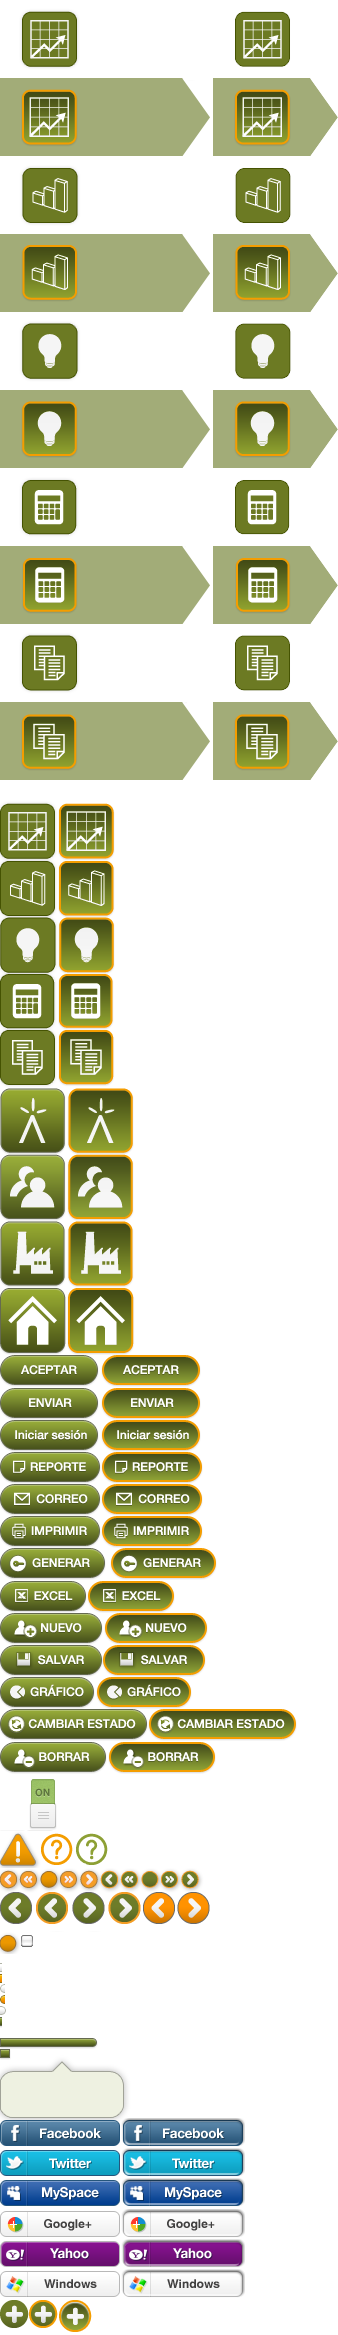 ACEPTAR ACEPTAR
ENVIAR ENVIAR
Iniciar sesión Iniciar sesión
REPORTE REPORTE
CORREO CORREO
IMPRIMIR IMPRIMIR
GENERAR GENERAR
EXCEL EXCEL
NUEVO NUEVO
SALVAR SALVAR
GRÁFICO GRÁFICO
CAMBIAR ESTADO CAMBIAR ESTADO
BORRAR BORRAR
ON
Facebook Facebook
Twitter Twitter
MySpace MySpace
Google+ Google+
Yahoo Yahoo
Windows Windows